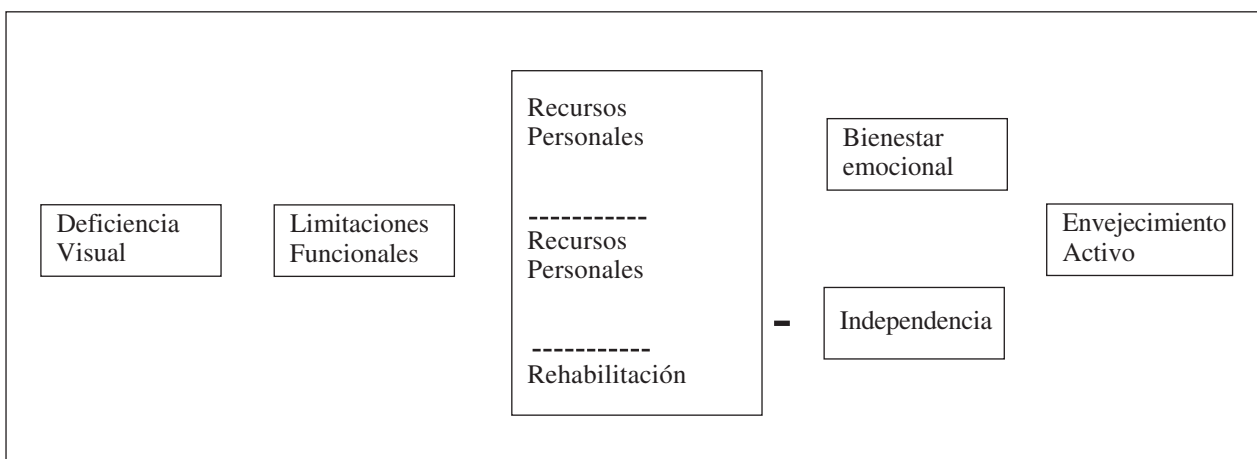 Deficiencia
Visual
Limitaciones
Funcionales
Recursos
Personales
-----------
Recursos
Personales
-----------
Rehabilitación
-
Bienestar
emocional
Independencia
Envejecimiento
Activo